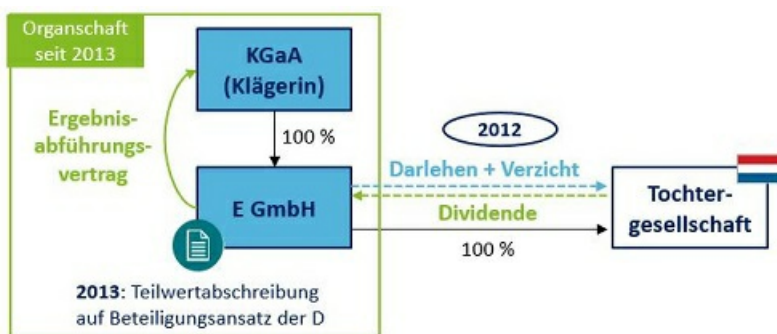 Organschaft
seit 2013
KGaA
(Klägerin)
Ergebnis-
abführungs-
vertrag
100 %
2012
Darlehen + Verzicht
E GmbH
Dividende
Tochter-
gesellschaft
100 %
2013: Teilwertabschreibung
auf Beteiligungsansatz der D